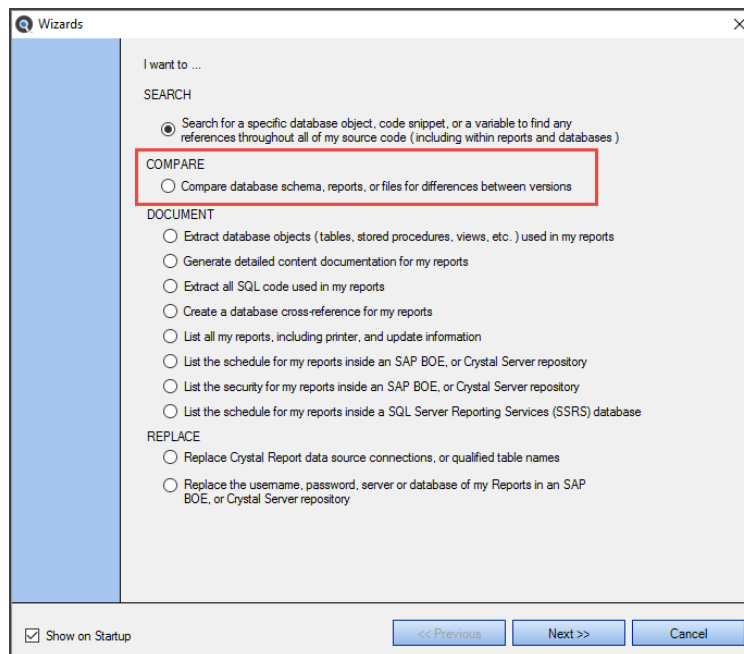 Wizards
I want to ...
SEARCH
Search for a specific database object, code snippet, or a variable to find any
references throughout all of my source code ( including within reports and databases )
COMPARE
Compare database schema, reports, or files for differences between versions
DOCUMENT
Extract database objects ( tables, stored procedures, views, etc. ) used in my reports
Generate detailed content documentation for my reports
Extract all SQL code used in my reports
Create a database cross-reference for my reports
List all my reports, including printer, and update information
List the schedule for my reports inside an SAP BOE, or Crystal Server repository
List the security for my reports inside an SAP BOE, or Crystal Server repository
List the schedule for my reports inside a SQL Server Reporting Services (SSRS) database
REPLACE
Replace Crystal Report data source connections, or qualified table names
Replace the username, password, server or database of my Reports in an SAP
BOE, or Crystal Server repository
Show on Startup
<< Previous
Next >>
Cancel